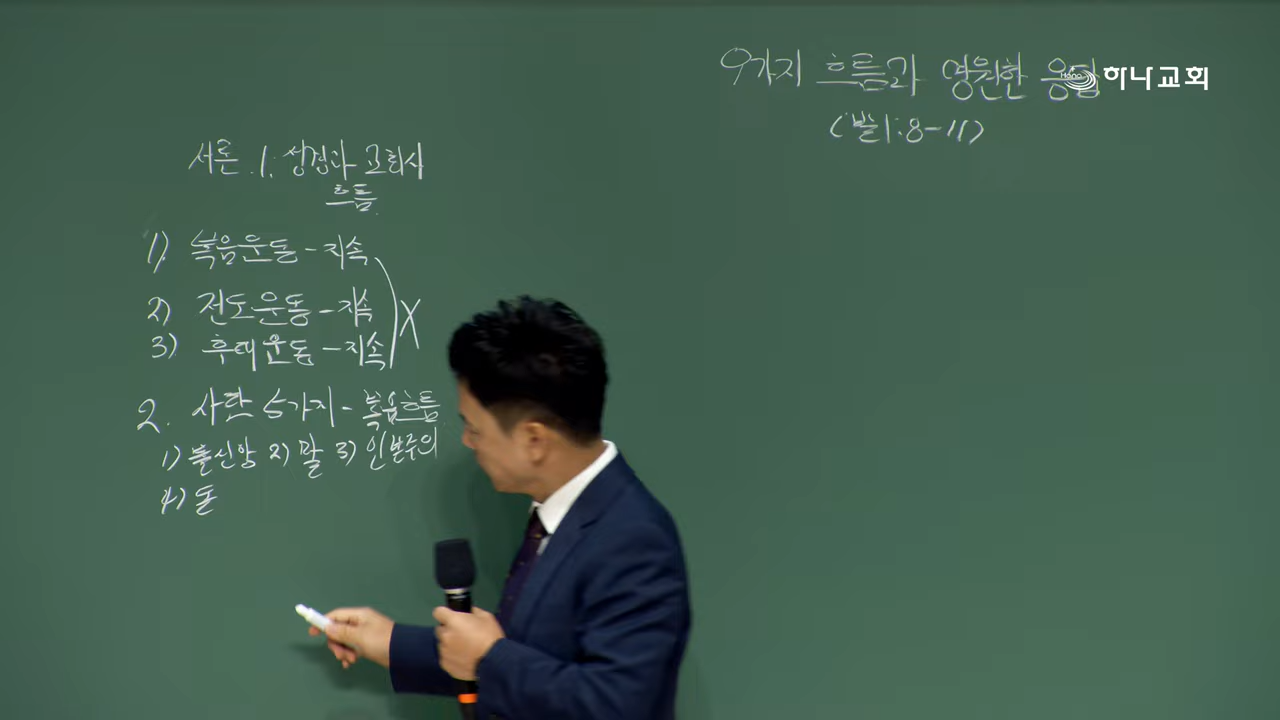 9가지 흐름과 영원한 응답
(빌1:8-11)
하나교회
서론 1. 성경과 교회사
흐름
1) 복음운동-지속
2) 전도운동-지속
3) 후대운동-지속
X
2. 사탄 5가지-복음흐름
1) 불신앙 2) 말 3) 인본주의
4) 돈